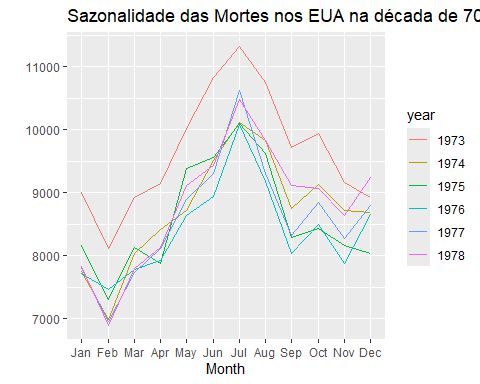 Sazonalidade das Mortes nos EUA na década de 70
11000
10000
9000
8000
7000
Jan Feb Mar Apr May Jun Jul Aug Sep Oct Nov Dec
Month
year
1973
1974
1975
1976
1977
1978